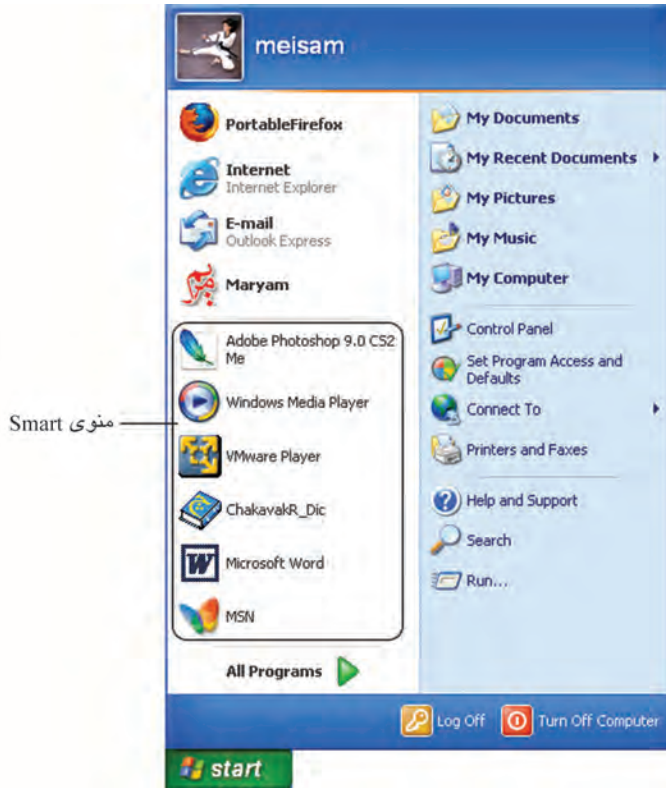 meisam
PortableFirefox
Internet
Internet Explorer
E-mail
Outlook Express
Maryam
Adobe Photoshop 9.0 CS2
Me
Windows Media Player
VMware Player
ChakavakR_Dic
Microsoft Word
MSN
All Programs
منوی Smart
My Documents
My Recent Documents
My Pictures
My Music
My Computer
Control Panel
Set Program Access and
Defaults
Connect To
Printers and Faxes
Help and Support
Search
Run...
Log Off
Turn Off Computer
start